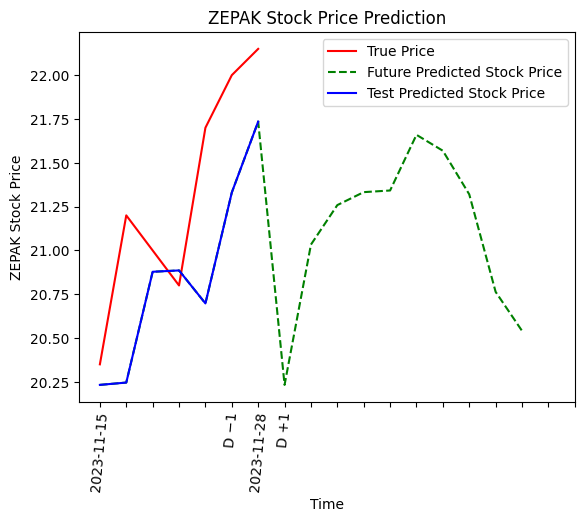 ZEPAK Stock Price Prediction
True Price
Future Predicted Stock Price
Test Predicted Stock Price
ZEPAK Stock Price
22.00
21.75
21.50
21.25
21.00
20.75
20.50
20.25
2023-11-15
D −1
2023-11-28
D +1
Time